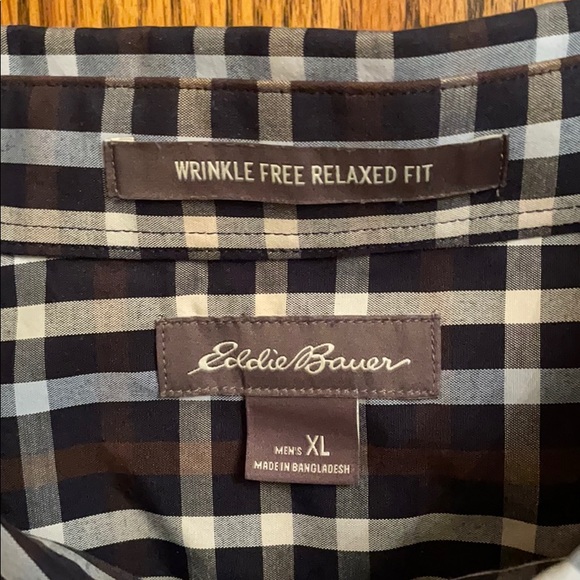 WRINKLE FREE RELAXED FIT
Eddie Bauer
MEN'S XL
MADE IN BANGLADESH